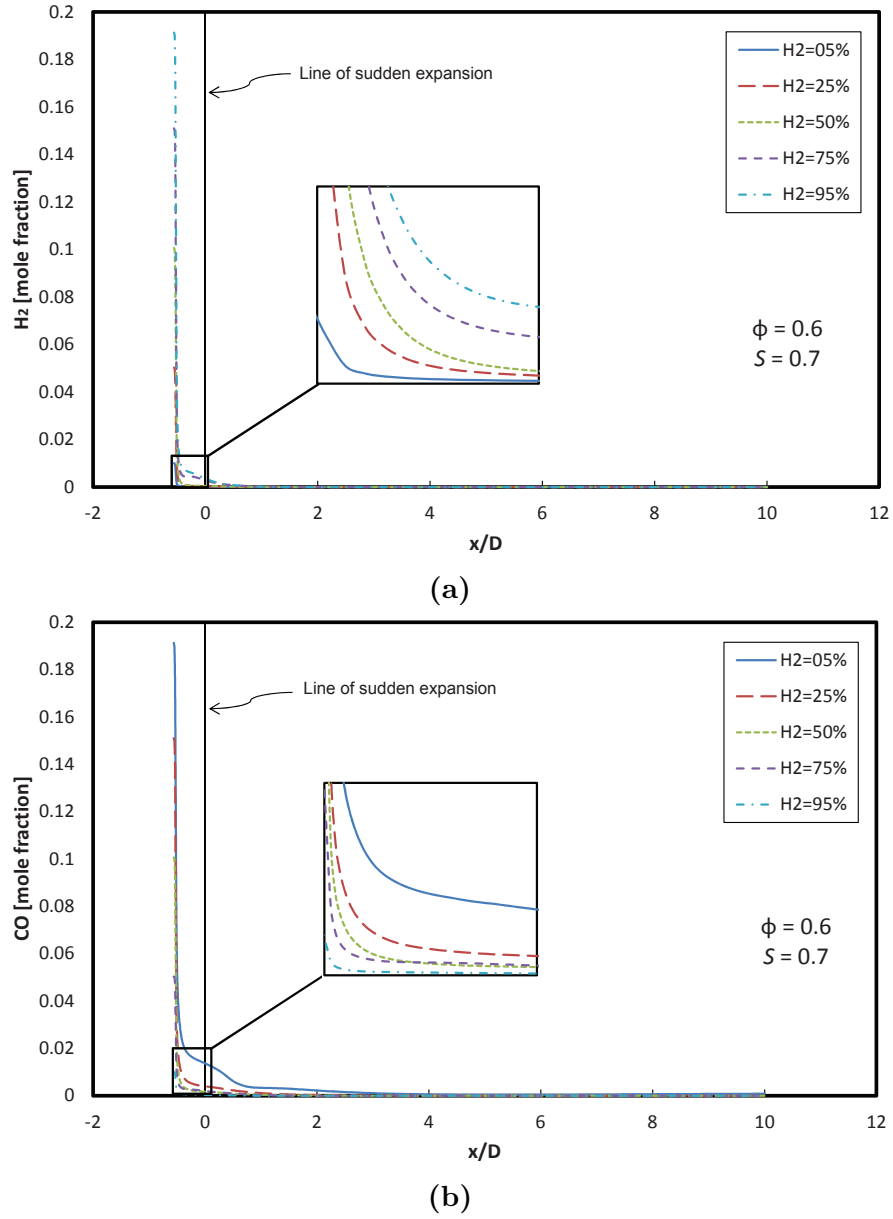 0.2
0.18
0.16
0.14
0.12
0.1
0.08
0.06
0.04
0.02
0
H2 [mole fraction]
Line of sudden expansion
H2=05%
H2=25%
H2=50%
H2=75%
H2=95%
ϕ = 0.6
S = 0.7
-2 0 2 4 6 8 10 12
x/D
(a)
0.2
0.18
0.16
0.14
0.12
0.1
0.08
0.06
0.04
0.02
0
CO [mole fraction]
Line of sudden expansion
H2=05%
H2=25%
H2=50%
H2=75%
H2=95%
ϕ = 0.6
S = 0.7
-2 0 2 4 6 8 10 12
x/D
(b)